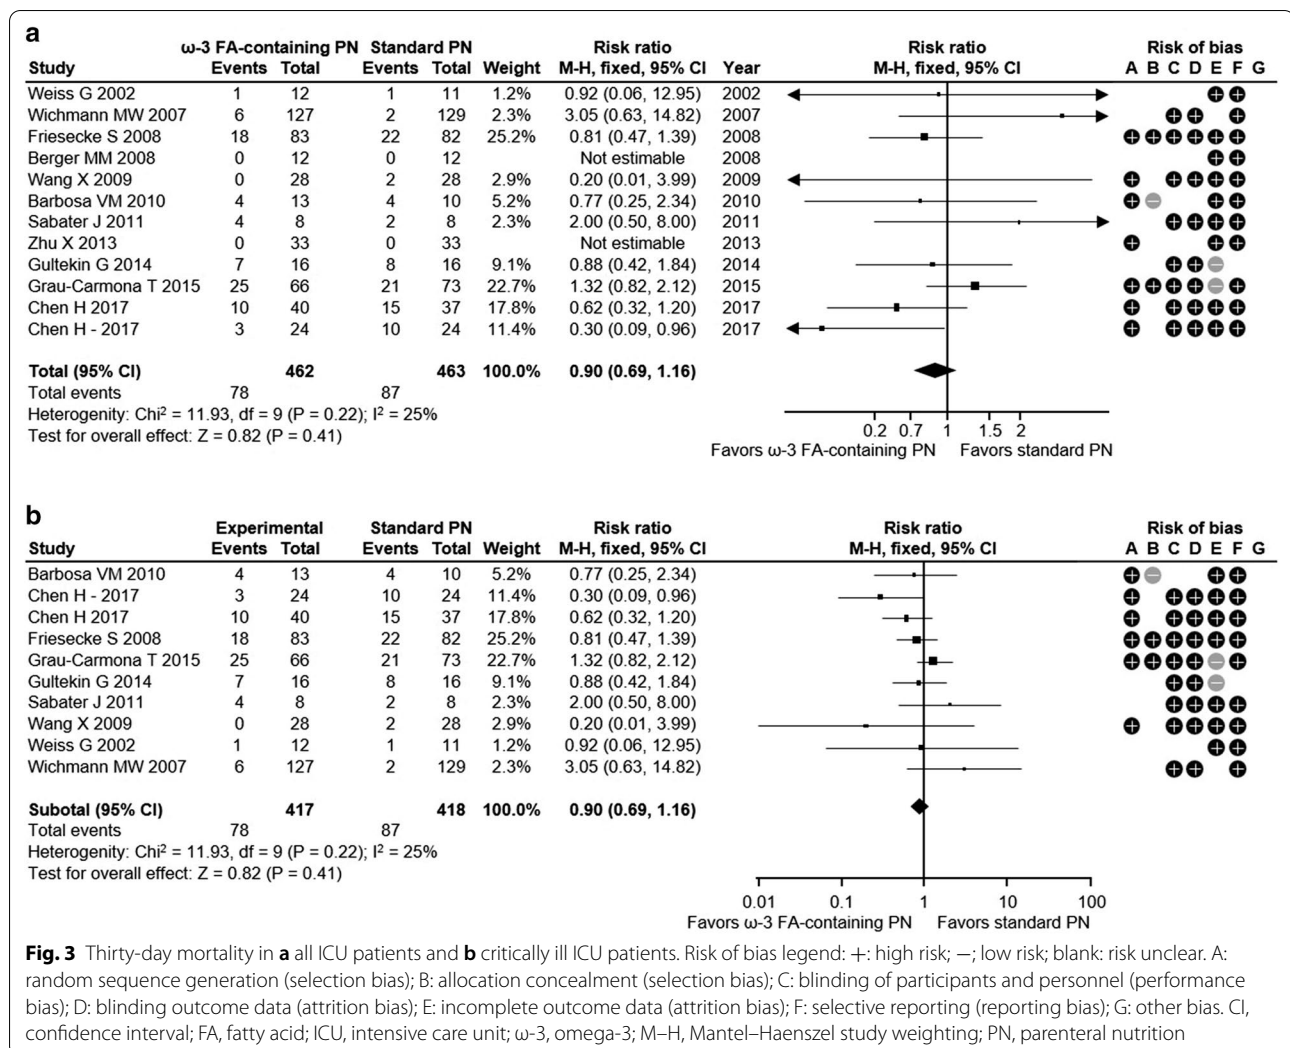 a
ω-3 FA-containing PN Standard PN Risk ratio Risk ratio Risk of bias
Study Events Total Events Total Weight M-H, fixed, 95% CI Year M-H, fixed, 95% CI A B C D E F G
Weiss G 2002 1 12 1 11 1.2% 0.92 (0.06, 12.95) 2002 + +
Wichmann MW 2007 6 127 2 129 2.3% 3.05 (0.63, 14.82) 2007 + + +
Friesecke S 2008 18 83 22 82 25.2% 0.81 (0.47, 1.39) 2008 + + + + + +
Berger MM 2008 0 12 0 12 Not estimable 2008 + +
Wang X 2009 0 28 2 28 2.9% 0.20 (0.01, 3.99) 2009 + + + + +
Barbosa VM 2010 4 13 4 10 5.2% 0.77 (0.25, 2.34) 2010 + − + +
Sabater J 2011 4 8 2 8 2.3% 2.00 (0.50, 8.00) 2011 + + + +
Zhu X 2013 0 33 0 33 Not estimable 2013 + + +
Gultekin G 2014 7 16 8 16 9.1% 0.88 (0.42, 1.84) 2014 + + −
Grau-Carmona T 2015 25 66 21 73 22.7% 1.32 (0.82, 2.12) 2015 + + + + − +
Chen H 2017 10 40 15 37 17.8% 0.62 (0.32, 1.20) 2017 + + + + +
Chen H - 2017 3 24 10 24 11.4% 0.30 (0.09, 0.96) 2017 + + + + +
Total (95% CI) 462 463 100.0% 0.90 (0.69, 1.16)
Total events 78 87
Heterogenity: Chi² = 11.93, df = 9 (P = 0.22); I² = 25%
Test for overall effect: Z = 0.82 (P = 0.41)
0.2 0.7 1 1.5 2
Favors ω-3 FA-containing PN Favors standard PN
b
Experimental Standard PN Risk ratio Risk ratio Risk of bias
Study Events Total Events Total Weight M-H, fixed, 95% CI M-H, fixed, 95% CI A B C D E F G
Barbosa VM 2010 4 13 4 10 5.2% 0.77 (0.25, 2.34) + − + +
Chen H - 2017 3 24 10 24 11.4% 0.30 (0.09, 0.96) + + + + +
Chen H 2017 10 40 15 37 17.8% 0.62 (0.32, 1.20) + + + + +
Friesecke S 2008 18 83 22 82 25.2% 0.81 (0.47, 1.39) + + + + + +
Grau-Carmona T 2015 25 66 21 73 22.7% 1.32 (0.82, 2.12) + + + + − +
Gultekin G 2014 7 16 8 16 9.1% 0.88 (0.42, 1.84) + + −
Sabater J 2011 4 8 2 8 2.3% 2.00 (0.50, 8.00) + + + +
Wang X 2009 0 28 2 28 2.9% 0.20 (0.01, 3.99) + + + + +
Weiss G 2002 1 12 1 11 1.2% 0.92 (0.06, 12.95) + +
Wichmann MW 2007 6 127 2 129 2.3% 3.05 (0.63, 14.82) + + +
Subotal (95% CI) 417 418 100.0% 0.90 (0.69, 1.16)
Total events 78 87
Heterogenity: Chi² = 11.93, df = 9 (P = 0.22); I² = 25%
Test for overall effect: Z = 0.82 (P = 0.41)
0.01 0.1 1 10 100
Favors ω-3 FA-containing PN Favors standard PN
Fig. 3 Thirty-day mortality in a all ICU patients and b critically ill ICU patients. Risk of bias legend: +: high risk; −; low risk; blank: risk unclear. A:
random sequence generation (selection bias); B: allocation concealment (selection bias); C: blinding of participants and personnel (performance
bias); D: blinding outcome data (attrition bias); E: incomplete outcome data (attrition bias); F: selective reporting (reporting bias); G: other bias. CI,
confidence interval; FA, fatty acid; ICU, intensive care unit; ω-3, omega-3; M–H, Mantel–Haenszel study weighting; PN, parenteral nutrition